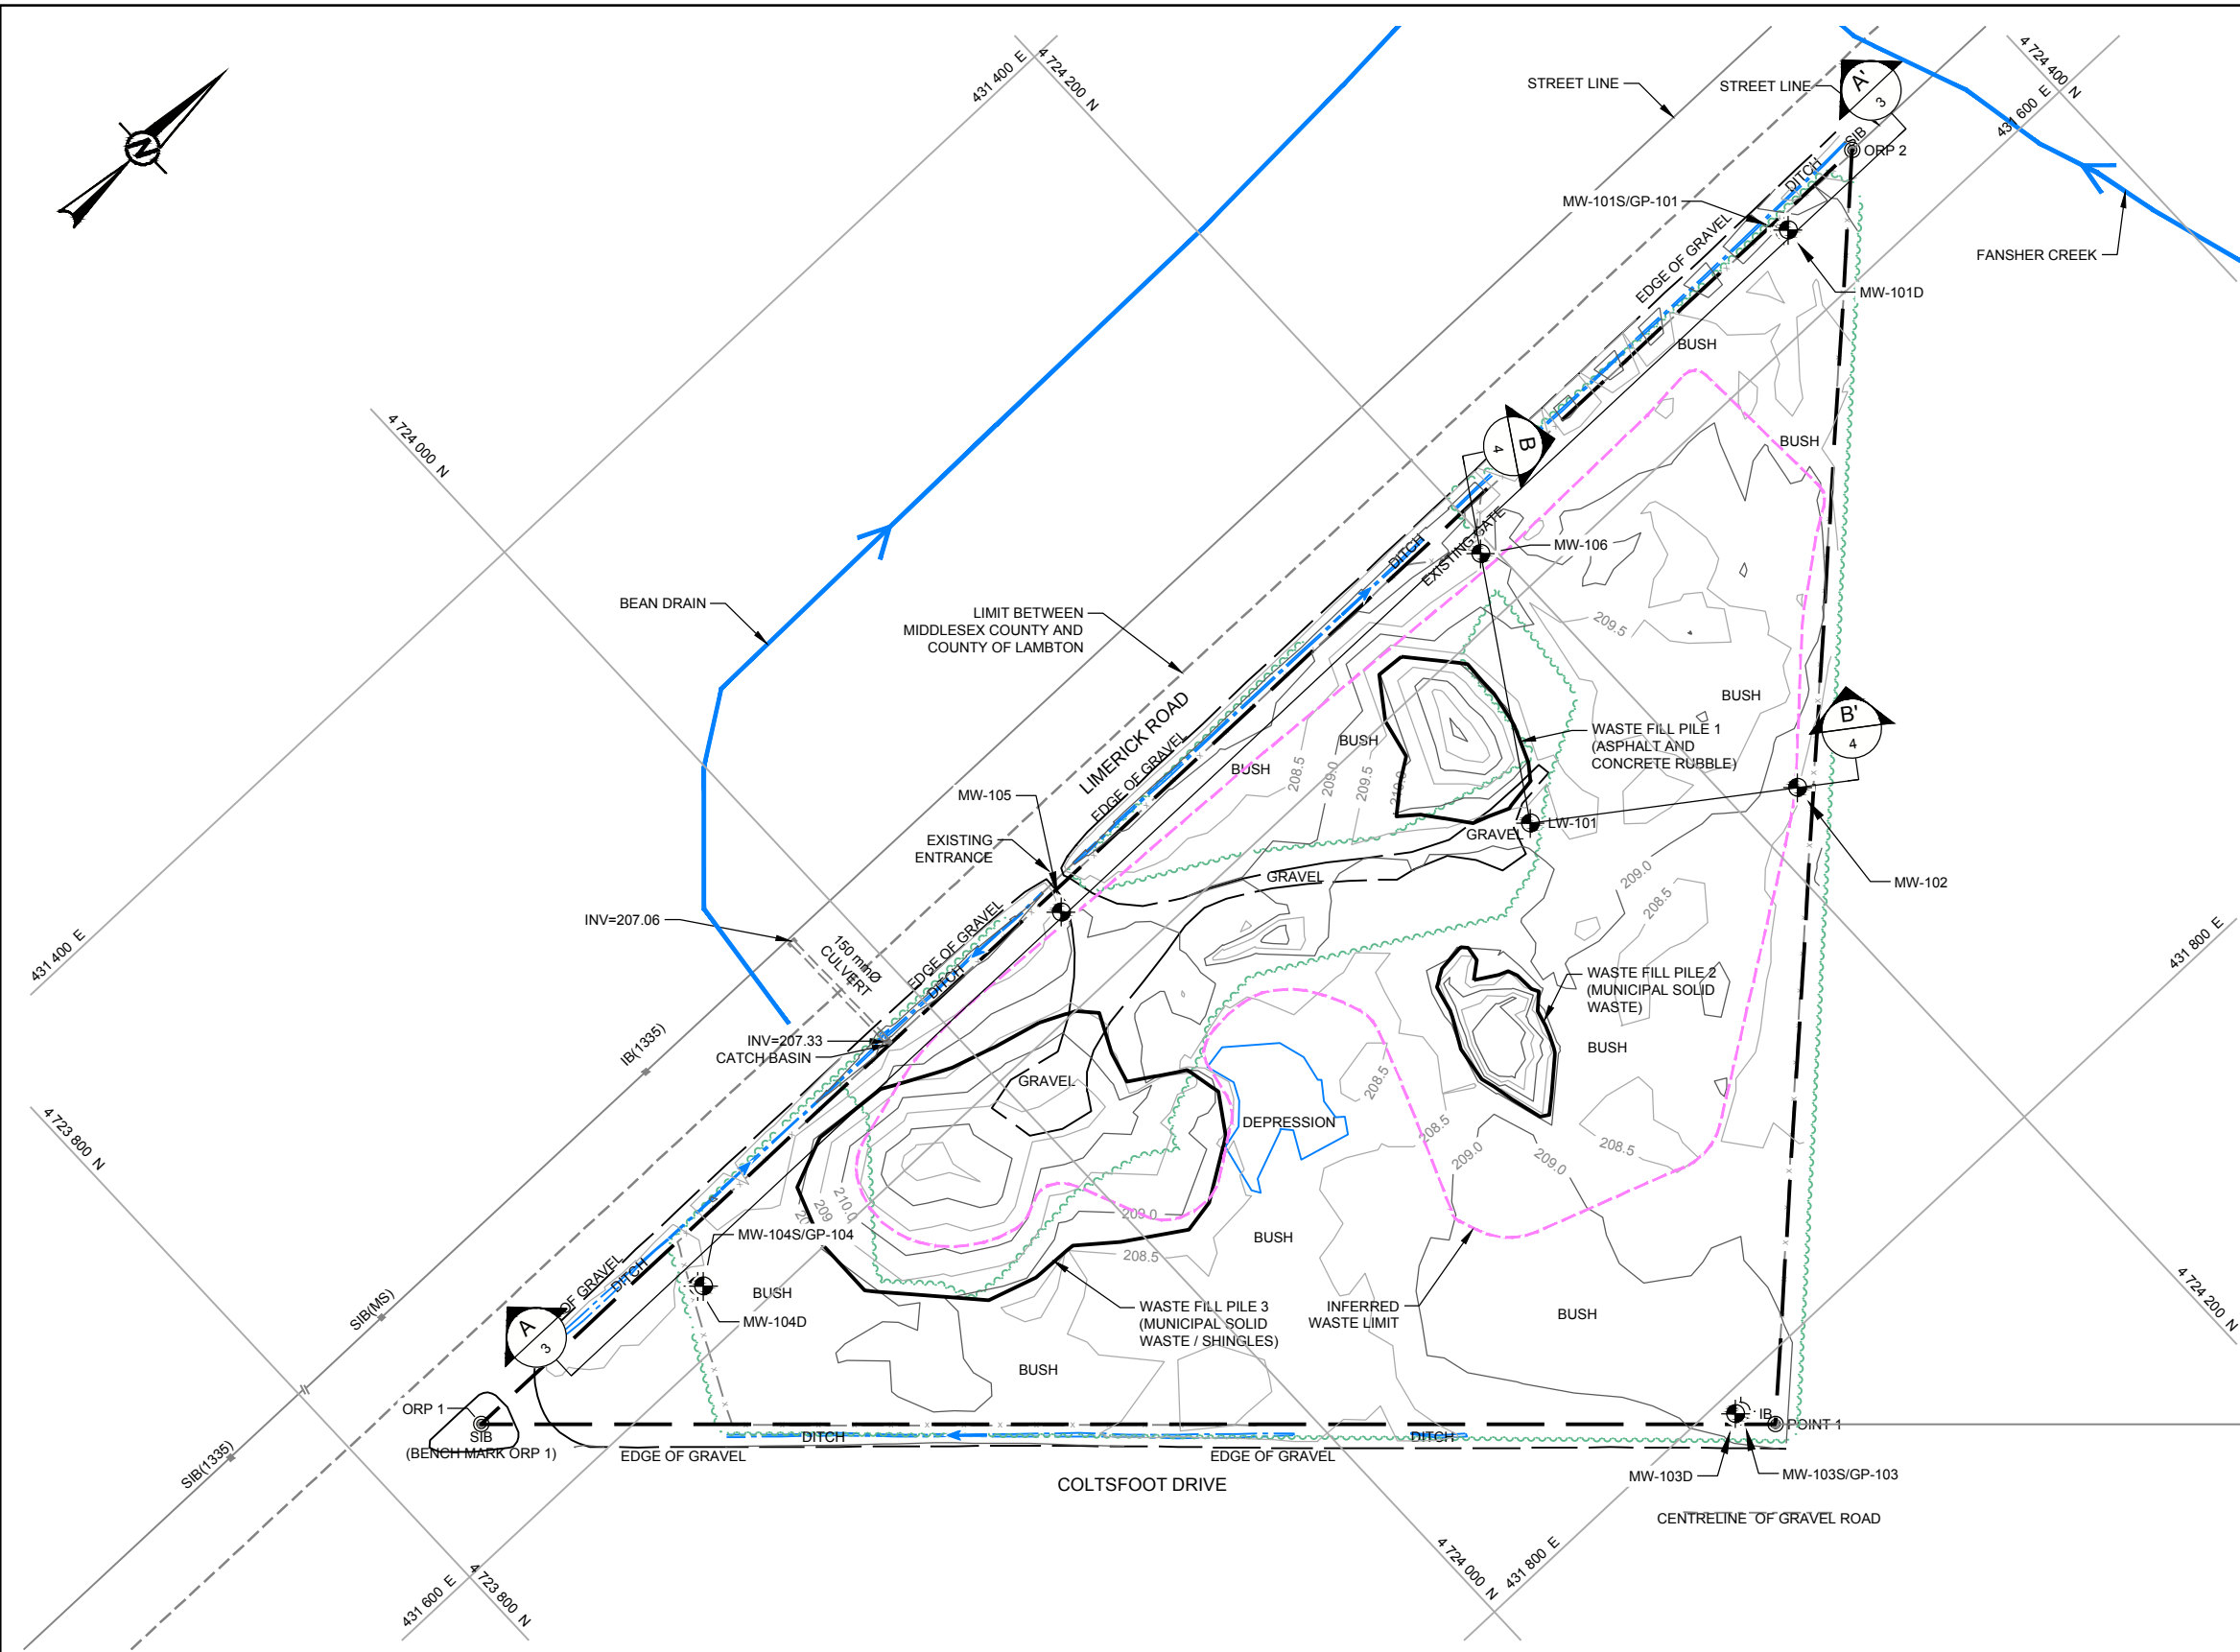 431 400 E
4 724 200 N
STREET LINE
STREET LINE
A'
3
4 724 400 N
431 600 E
N
SIB
ORP 2
DITCH
MW-101S/GP-101
EDGE OF GRAVEL
FANSHER CREEK
MW-101D
BUSH
4 724 000 N
BUSH
B
4
EXISTING GATE
DITCH
MW-106
BEAN DRAIN
LIMIT BETWEEN
MIDDLESEX COUNTY AND
COUNTY OF LAMBTON
209.5
BUSH
LIMERICK ROAD
EDGE OF GRAVEL
BUSH
BUSH
WASTE FILL PILE 1
(ASPHALT AND
CONCRETE RUBBLE)
B'
4
208.5
209.0
209.5
210.0
MW-105
EXISTING
ENTRANCE
GRAVEL
LW-101
GRAVEL
209.0
208.5
MW-102
INV=207.06
150 mmØ
CULVERT
EDGE OF GRAVEL
DITCH
431 400 E
431 800 E
WASTE FILL PILE 2
(MUNICIPAL SOLID
WASTE)
BUSH
INV=207.33
CATCH BASIN
IB(1335)
GRAVEL
208.5
DEPRESSION
208.5
209.0
209.0
208.5
4 723 800 N
210.0
209
209.0
208.5
MW-104S/GP-104
BUSH
BUSH
MW-104D
OF GRAVEL
DITCH
WASTE FILL PILE 3
(MUNICIPAL SOLID
WASTE / SHINGLES)
INFERRED
WASTE LIMIT
BUSH
4 724 200 N
SIB(MS)
A
3
BUSH
ORP 1
SIB
(BENCH MARK ORP 1)
IB
POINT 1
DITCH
DITCH
EDGE OF GRAVEL
EDGE OF GRAVEL
SIB(1335)
COLTSFOOT DRIVE
MW-103D
MW-103S/GP-103
CENTRELINE OF GRAVEL ROAD
431 600 E
4 723 800 N
4 724 000 N
431 800 E